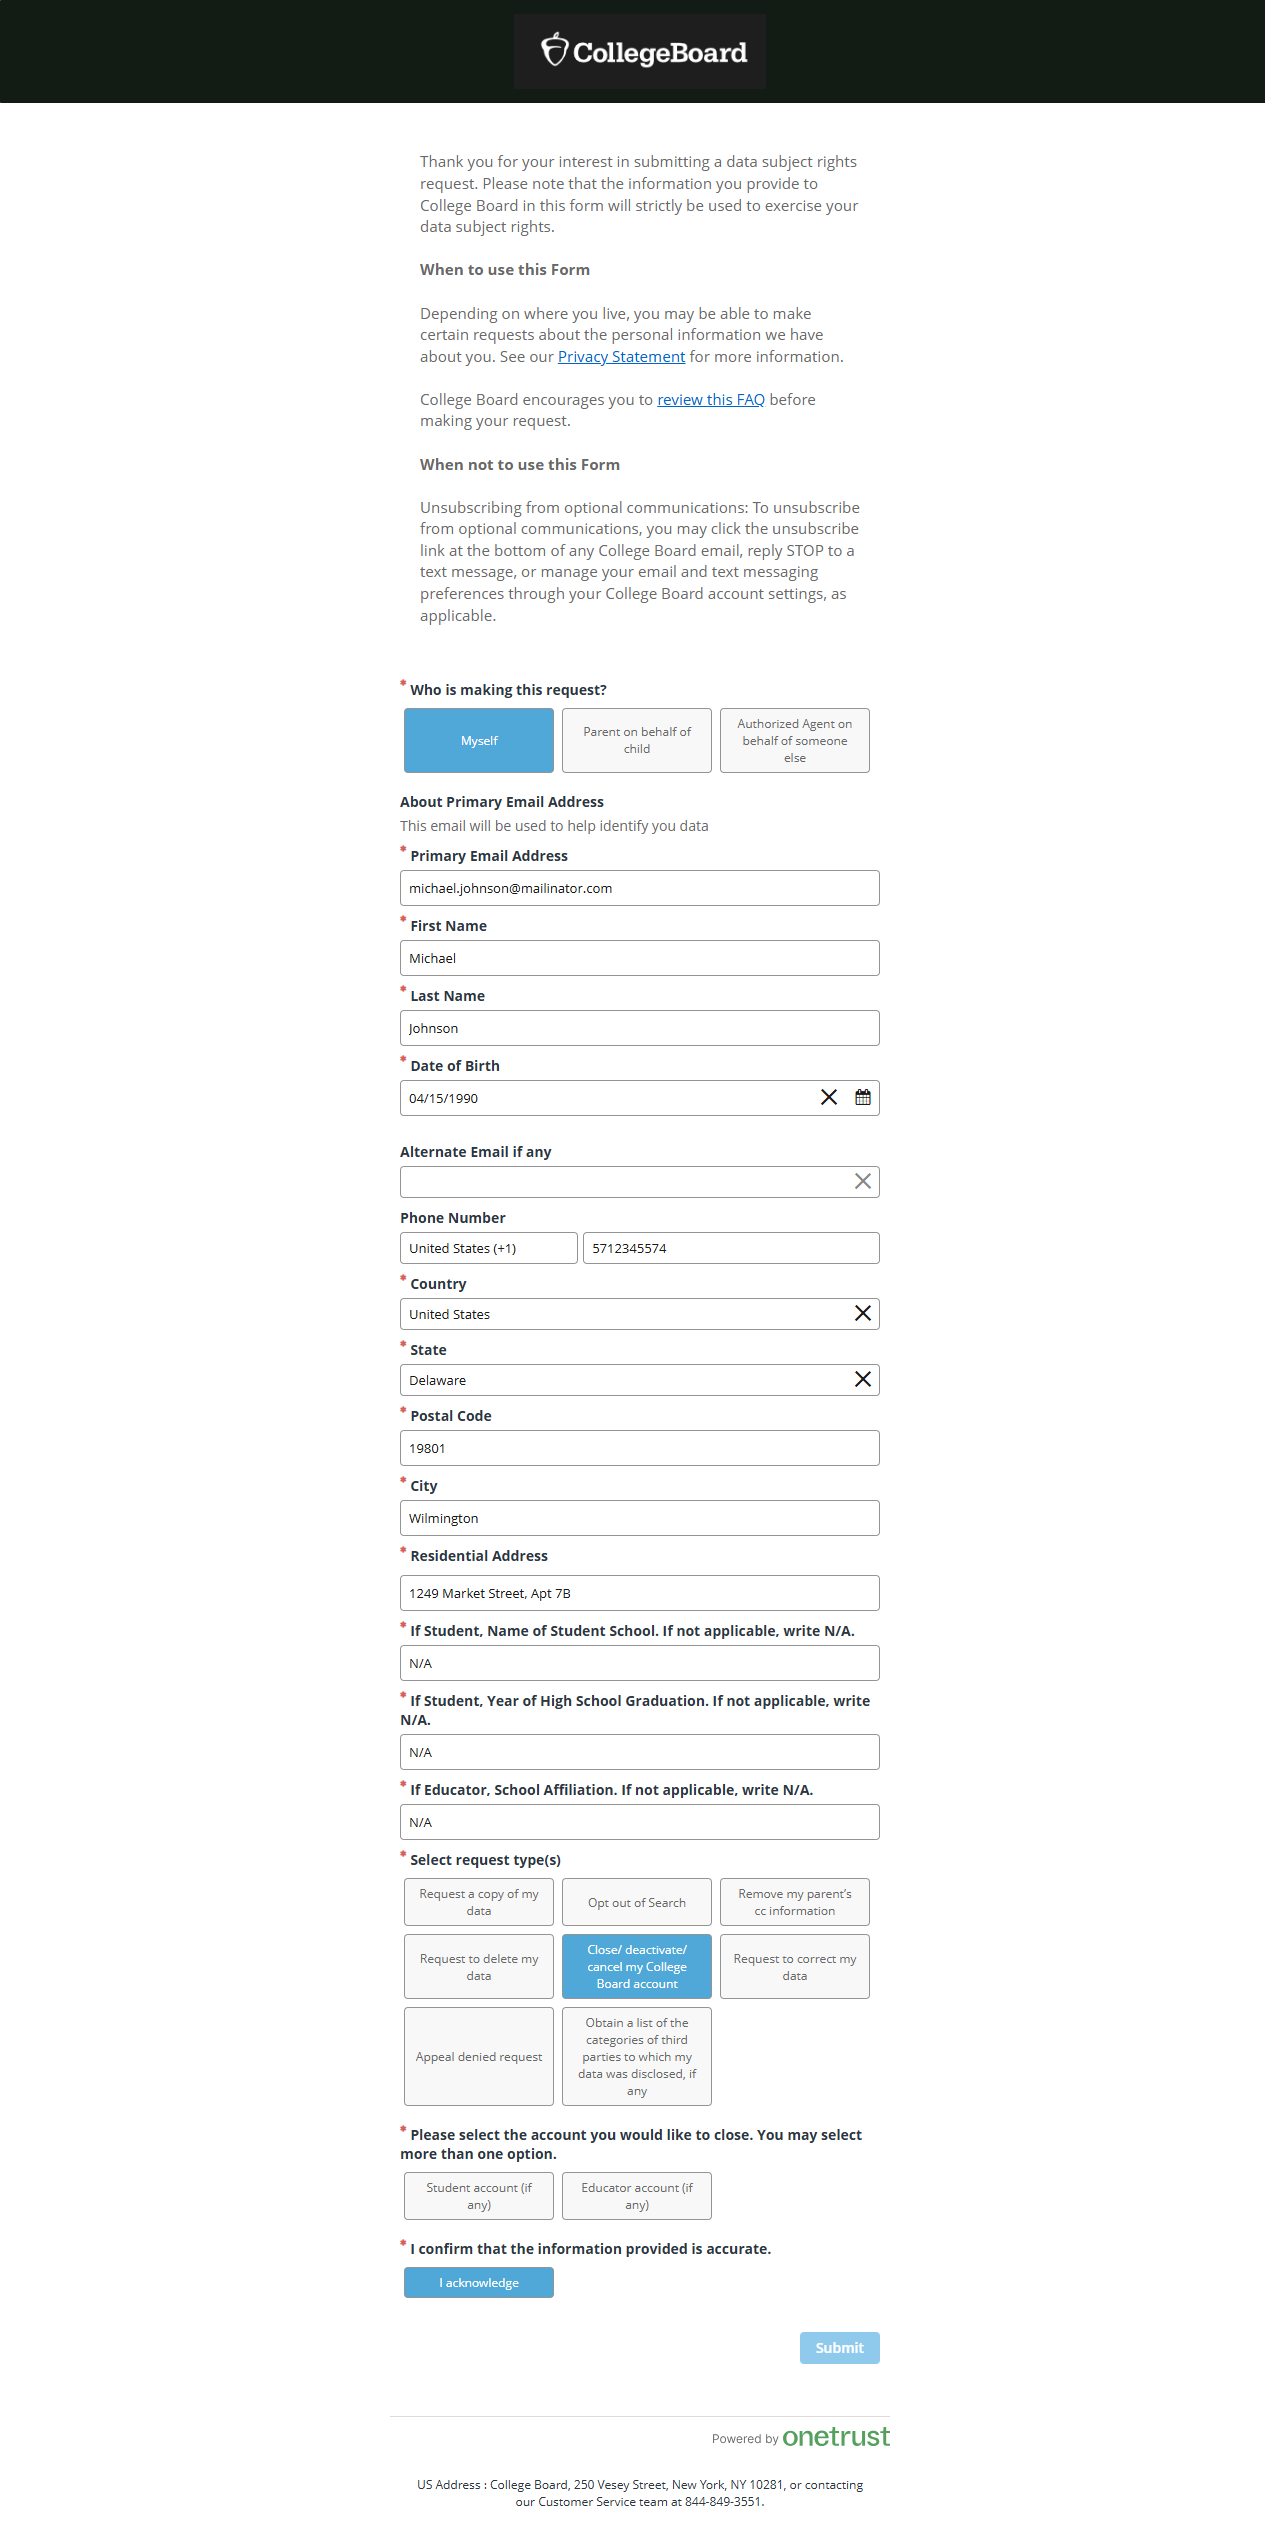 CollegeBoard
Thank you for your interest in submitting a data subject rights
request. Please note that the information you provide to
College Board in this form will strictly be used to exercise your
data subject rights.
When to use this Form
Depending on where you live, you may be able to make
certain requests about the personal information we have
about you. See our Privacy Statement for more information.
College Board encourages you to review this FAQ before
making your request.
When not to use this Form
Unsubscribing from optional communications: To unsubscribe
from optional communications, you may click the unsubscribe
link at the bottom of any College Board email, reply STOP to a
text message, or manage your email and text messaging
preferences through your College Board account settings, as
applicable.
* Who is making this request?
Myself
Parent on behalf of
child
Authorized Agent on
behalf of someone
else
About Primary Email Address
This email will be used to help identify you data
* Primary Email Address
michael.johnson@mailinator.com
* First Name
Michael
* Last Name
Johnson
* Date of Birth
04/15/1990
Alternate Email if any
Phone Number
United States (+1) 5712345574
* Country
United States
* State
Delaware
* Postal Code
19801
* City
Wilmington
* Residential Address
1249 Market Street, Apt 7B
* If Student, Name of Student School. If not applicable, write N/A.
N/A
* If Student, Year of High School Graduation. If not applicable, write
N/A.
N/A
* If Educator, School Affiliation. If not applicable, write N/A.
N/A
* Select request type(s)
Request a copy of my
data
Opt out of Search
Remove my parent's
cc information
Request to delete my
data
Close/ deactivate/
cancel my College
Board account
Request to correct my
data
Appeal denied request
Obtain a list of the
categories of third
parties to which my
data was disclosed, if
any
* Please select the account you would like to close. You may select
more than one option.
Student account (if
any)
Educator account (if
any)
* I confirm that the information provided is accurate.
I acknowledge
Submit
Powered by onetrust
US Address : College Board, 250 Vesey Street, New York, NY 10281, or contacting
our Customer Service team at 844-849-3551.